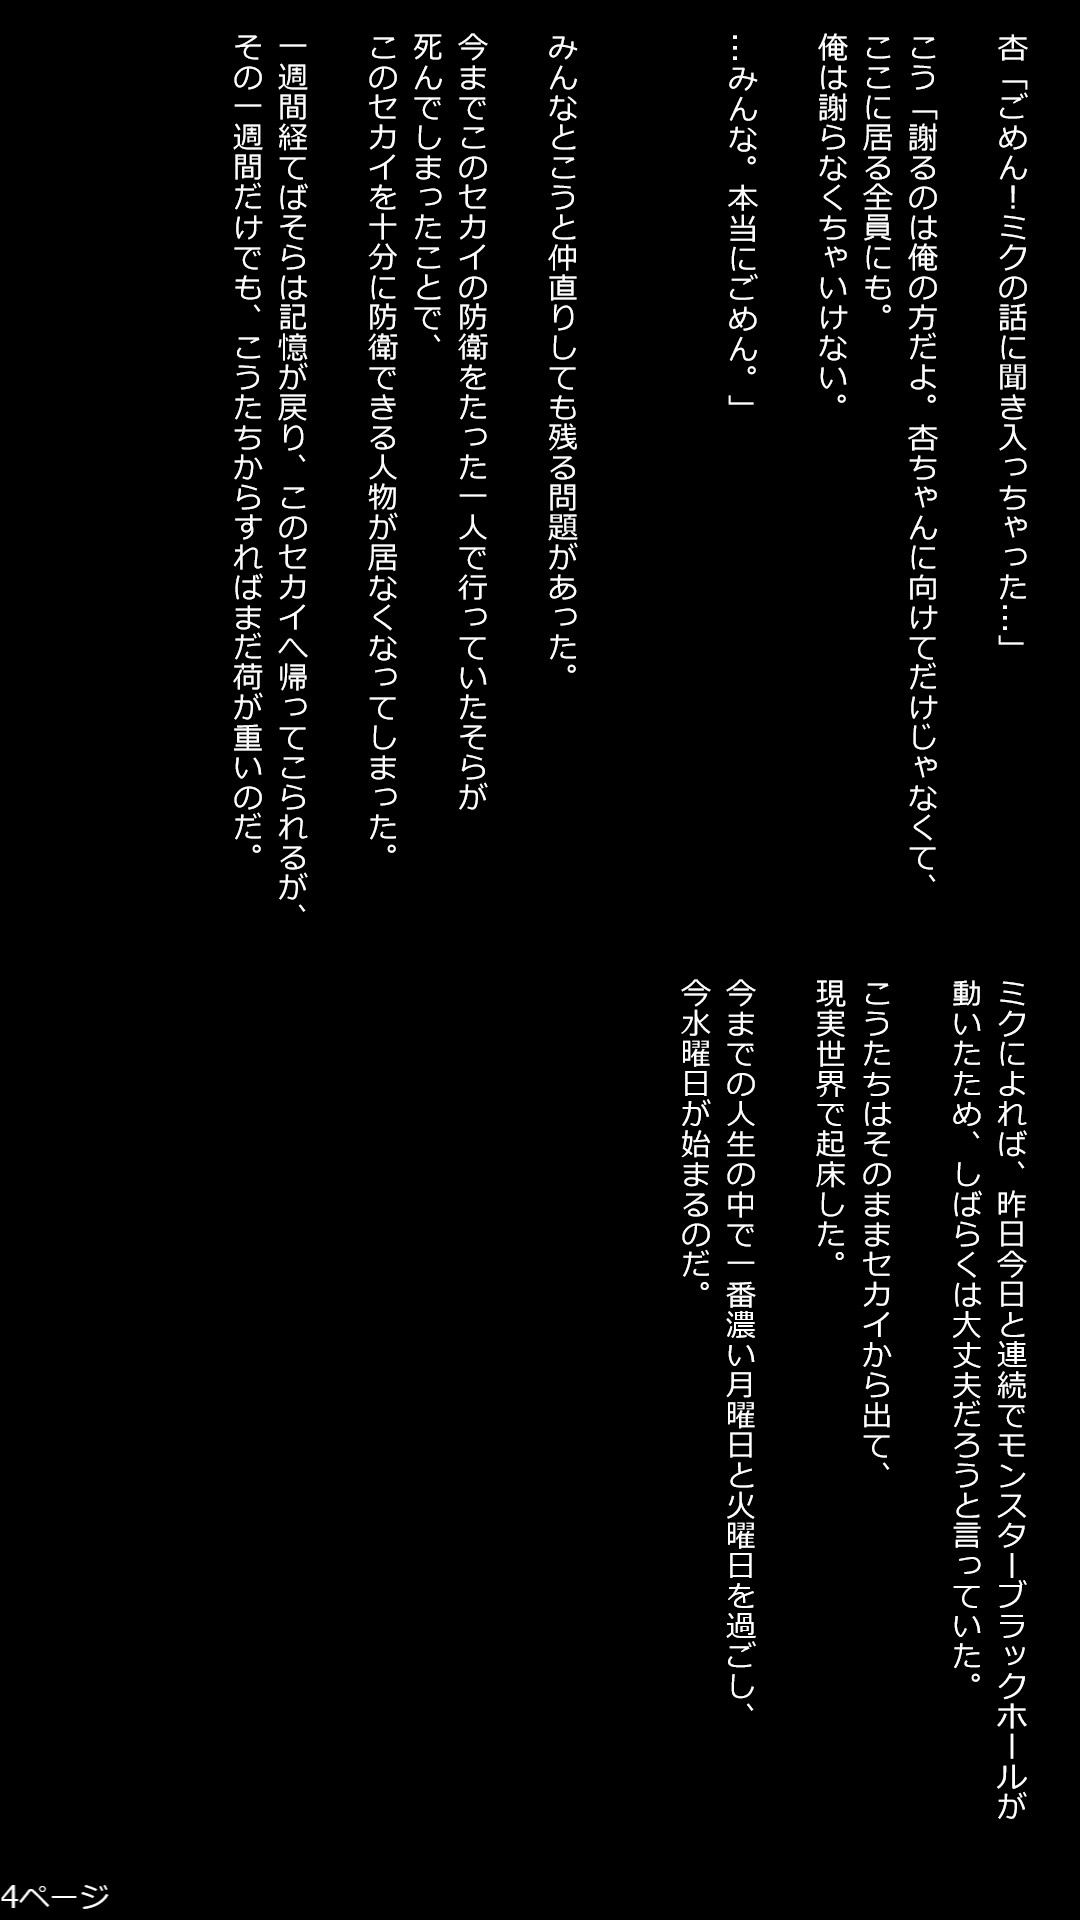 杏「ごめん！ミクの話に聞き入っちゃった…」
こう「謝るのは俺の方だよ。杏ちゃんに向けてだけじゃなくて、
ここに居る全員にも。
俺は謝らなくちゃいけない。
…みんな。本当にごめん。」
みんなとこうと仲直りしても残る問題があった。
今までこのセカイの防衛をたった一人で行っていたそらが
死んでしまったことで、
このセカイを十分に防衛できる人物が居なくなってしまった。
一週間経てばそらは記憶が戻り、このセカイへ帰ってこられるが、
その一週間だけでも、こうたちからすればまだ荷が重いのだ。
ミクによれば、昨日今日と連続でモンスターブラックホールが
動いたため、しばらくは大丈夫だろうと言っていた。
こうたちはそのままセカイから出て、
現実世界で起床した。
今までの人生の中で一番濃い月曜日と火曜日を過ごし、
今水曜日が始まるのだ。
4ページ